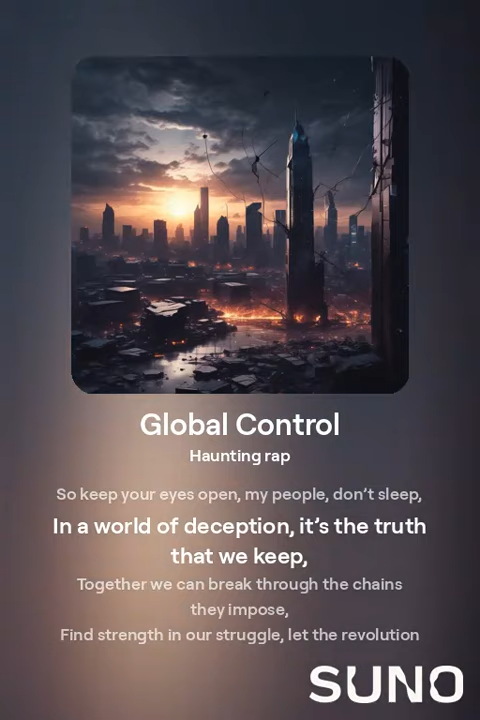 Global Control
Haunting rap
So keep your eyes open, my people, don't sleep,
In a world of deception, it's the truth
that we keep,
Together we can break through the chains
they impose,
Find strength in our struggle, let the revolution
SUNO